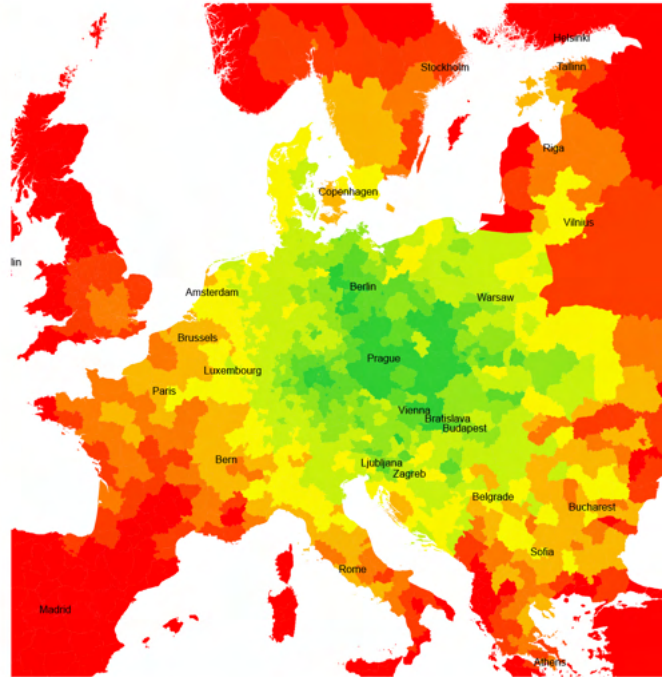 Helsinki
Stockholm
Tallinn
Riga
Copenhagen
Vilnius
lin
Berlin
Amsterdam
Warsaw
Brussels
Prague
Luxembourg
Paris
Vienna
Bratislava
Budapest
Bern
Ljubljana
Zagreb
Belgrade
Bucharest
Sofia
Rome
Madrid
Athens